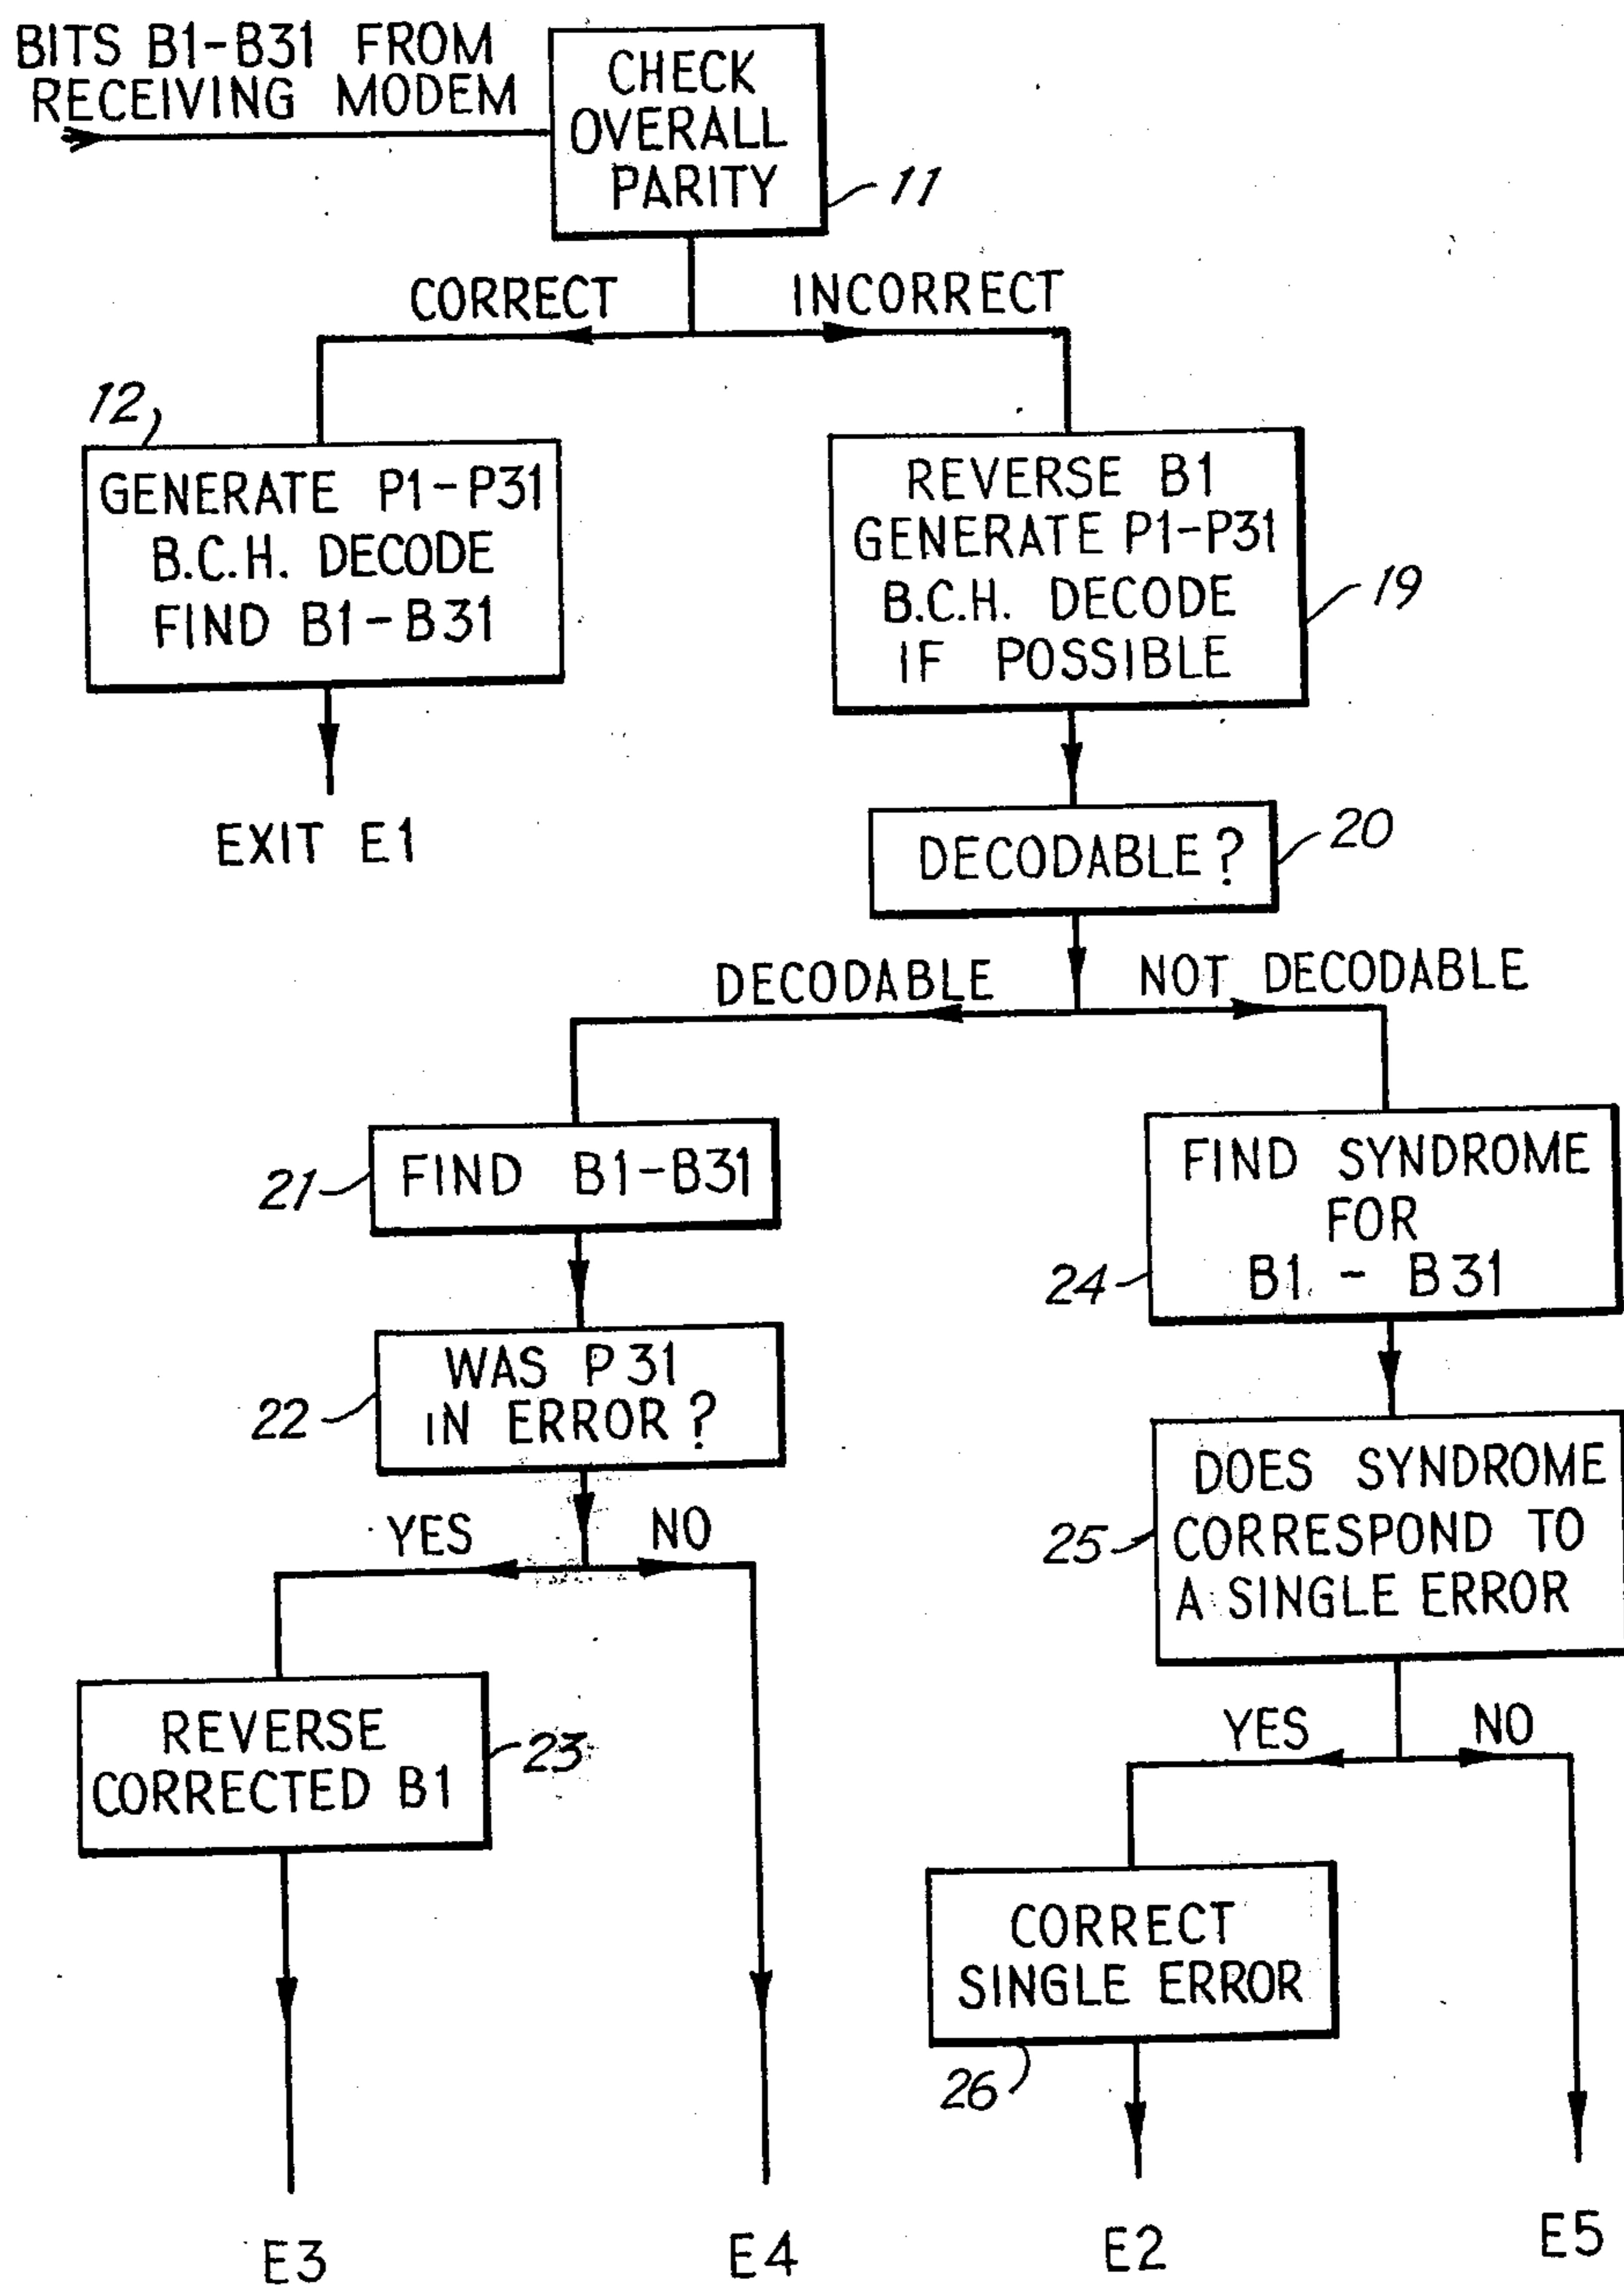 BITS B1-B31 FROM
RECEIVING MODEM
CHECK
OVERALL
PARITY
11
CORRECT
INCORRECT
12
GENERATE P1-P31
B.C.H. DECODE
FIND B1-B31
EXIT E1
REVERSE B1
GENERATE P1-P31
B.C.H. DECODE
IF POSSIBLE
19
DECODABLE?
20
DECODABLE
NOT DECODABLE
21
FIND B1-B31
22
WAS P31
IN ERROR?
YES
NO
REVERSE
CORRECTED B1
23
E3
E4
FIND SYNDROME
FOR
B1 - B31
24
DOES SYNDROME
CORRESPOND TO
A SINGLE ERROR
25
YES
NO
CORRECT
SINGLE ERROR
26
E2
E5